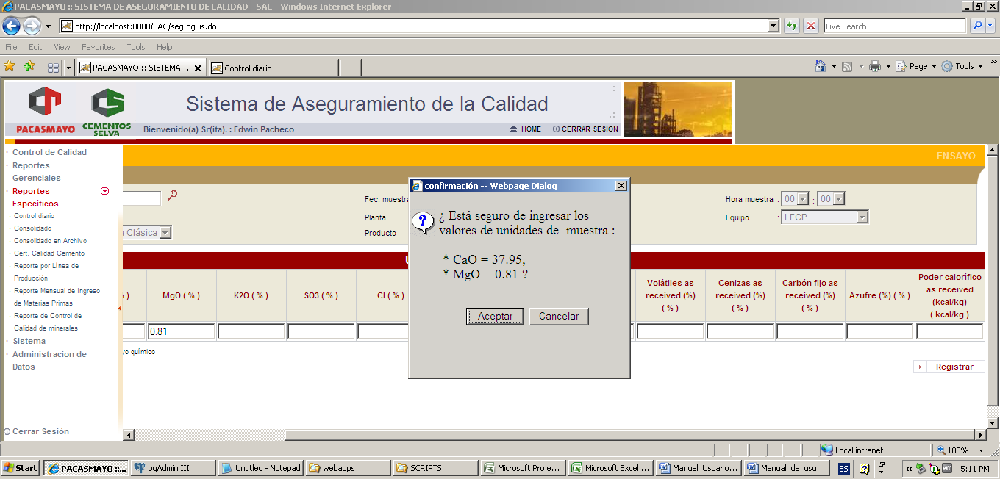 PACASMAYO :: SISTEMA DE ASEGURAMIENTO DE CALIDAD - SAC - Windows Internet Explorer
http://localhost:8080/SAC/segIngSis.do
Live Search
File Edit View Favorites Tools Help
PACASMAYO :: SISTEMA...
Control diario
Page
Tools
PACASMAYO
CEMENTOS
SELVA
Sistema de Aseguramiento de la Calidad
Bienvenido(a) Sr(ita). : Edwin Pacheco
HOME
CERRAR SESION
· Control de Calidad
· Reportes
Gerenciales
· Reportes
Específicos
· Control diario
· Consolidado
· Consolidado en Archivo
· Cert. Calidad Cemento
· Reporte por Línea de
Producción
· Reporte Mensual de Ingreso
de Materias Primas
· Reporte de Control de
Calidad de minerales
· Sistema
· Administracion de
Datos
Cerrar Sesión
ENSAYO
Fec. muestra
Hora muestra : 00 : 00
Planta
Equipo : LFCP
Clásica
Producto
MgO ( % )
K2O ( % )
SO3 ( % )
Cl ( % )
Volátiles as
received (%)
( % )
Cenizas as
received (%)
( % )
Carbón fijo as
received (%)
( % )
Azufre (%) ( % )
Poder calorífico
as received
(kcal/kg)
( kcal/kg )
0.81
químico
Registrar
confirmación -- Webpage Dialog
¿ Está seguro de ingresar los
valores de unidades de muestra :
* CaO = 37.95,
* MgO = 0.81 ?
Aceptar
Cancelar
Local intranet
100%
Start
PACASMAYO ::...
pgAdmin III
Untitled - Notepad
webapps
SCRIPTS
Microsoft Proje...
Microsoft Excel ...
Manual_Usuario...
Manual_de_usu...
ES
5:11 PM